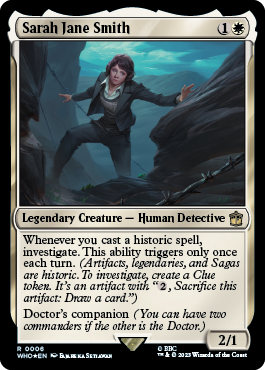 Sarah Jane Smith 1
Legendary Creature — Human Detective
Whenever you cast a historic spell,
investigate. This ability triggers only once
each turn. (Artifacts, legendaries, and Sagas
are historic. To investigate, create a Clue
token. It's an artifact with “2, Sacrifice this
artifact: Draw a card.”)
Doctor's companion (You can have two
commanders if the other is the Doctor.)
2/1
R 0006
WHO EN
© BBC
™ & © 2023 Wizards of the Coast